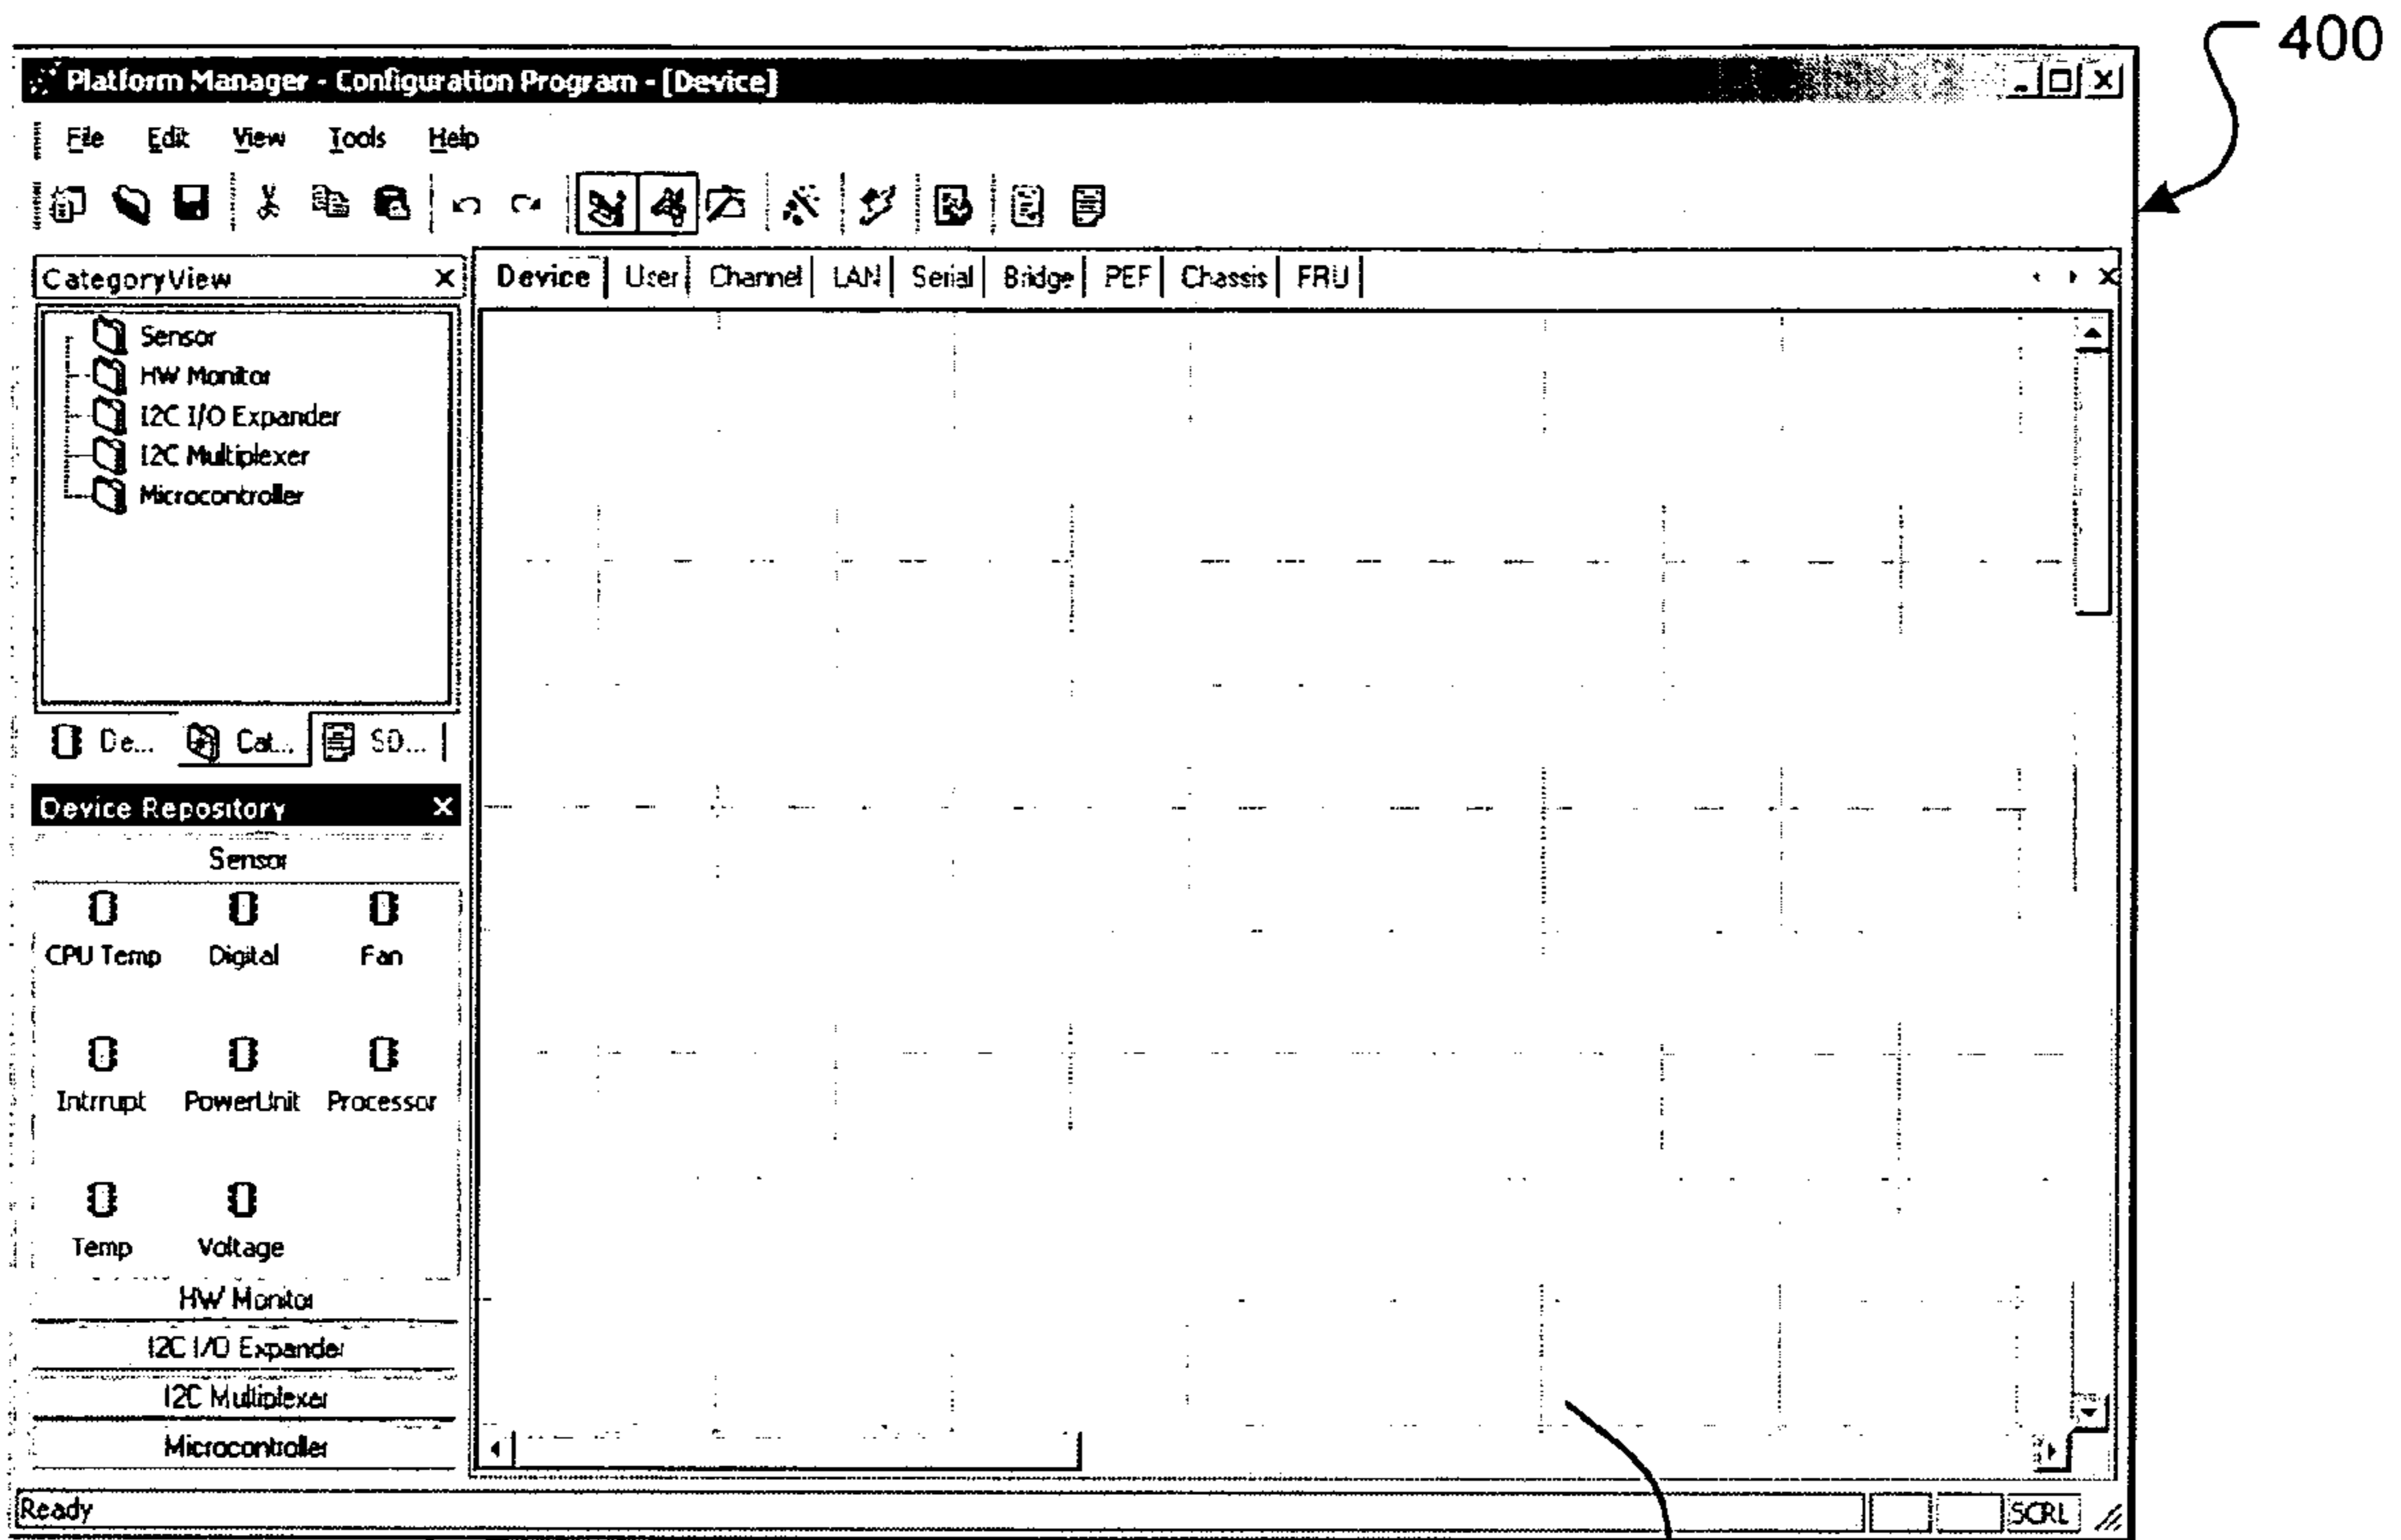 400
Platform Manager - Configuration Program - [Device]
File Edit View Tools Help
CategoryView
Device User Channel LAN Serial Bridge PEF Chassis FRU
Sensor
HW Monitor
I2C I/O Expander
I2C Multiplexer
Microcontroller
De... Cat... SD...
Device Repository
Sensor
CPU Temp Digital Fan
Intrrupt PowerUnit Processor
Temp Voltage
HW Monitor
I2C I/O Expander
I2C Multiplexer
Microcontroller
Ready SCRL